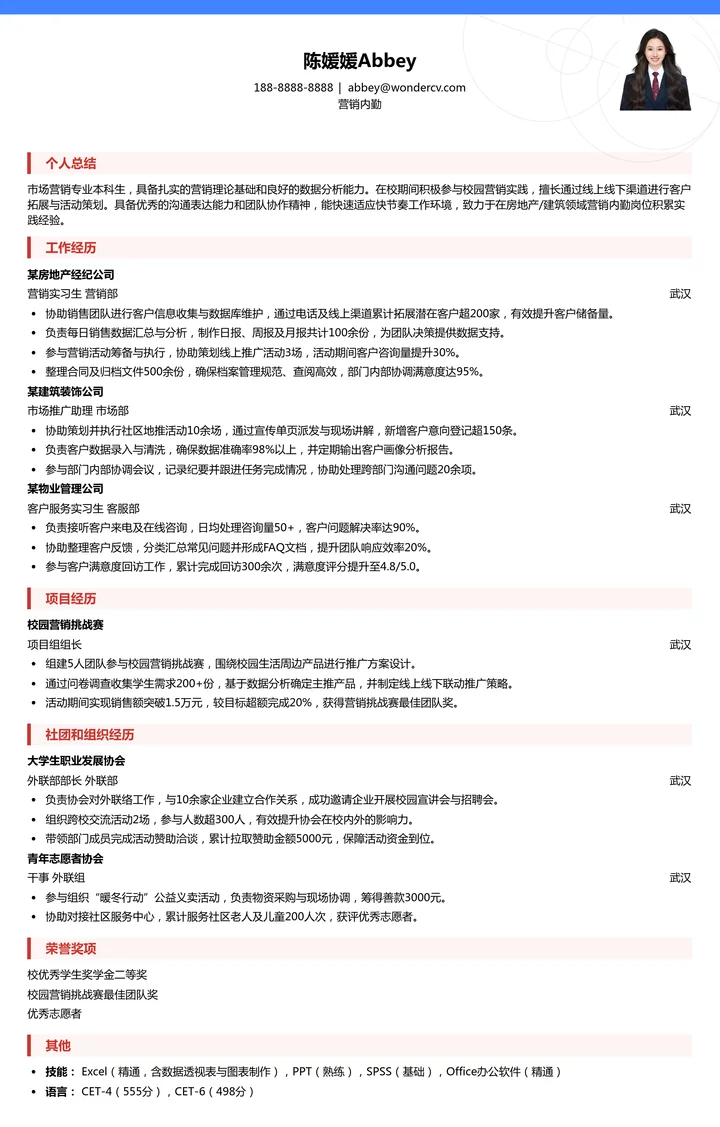 陈媛媛Abbey
188-8888-8888 | abbey@wondercv.com
营销内勤
个人总结
市场营销专业本科生，具备扎实的营销理论基础和良好的数据分析能力。在校期间积极参与校园营销实践，擅长通过线上线下渠道进行客户
拓展与活动策划。具备优秀的沟通表达能力和团队协作精神，能快速适应快节奏工作环境，致力于在房地产/建筑领域营销内勤岗位积累实
践经验。
工作经历
某房地产经纪公司
营销实习生 营销部 武汉
• 协助销售团队进行客户信息收集与数据库维护，通过电话及线上渠道累计拓展潜在客户超200家，有效提升客户储备量。
• 负责每日销售数据汇总与分析，制作日报、周报及月报共计100余份，为团队决策提供数据支持。
• 参与营销活动筹备与执行，协助策划线上推广活动3场，活动期间客户咨询量提升30%。
• 整理合同及归档文件500余份，确保档案管理规范、查阅高效，部门内部协调满意度达95%。
某建筑装饰公司
市场推广助理 市场部 武汉
• 协助策划并执行社区地推活动10余场，通过宣传单页派发与现场讲解，新增客户意向登记超150条。
• 负责客户数据录入与清洗，确保数据准确率98%以上，并定期输出客户画像分析报告。
• 参与部门内部协调会议，记录纪要并跟进任务完成情况，协助处理跨部门沟通问题20余项。
某物业管理公司
客户服务实习生 客服部 武汉
• 负责接听客户来电及在线咨询，日均处理咨询量50+，客户问题解决率达90%。
• 协助整理客户反馈，分类汇总常见问题并形成FAQ文档，提升团队响应效率20%。
• 参与客户满意度回访工作，累计完成回访300余次，满意度评分提升至4.8/5.0。
项目经历
校园营销挑战赛
项目组组长 武汉
• 组建5人团队参与校园营销挑战赛，围绕校园生活周边产品进行推广方案设计。
• 通过问卷调查收集学生需求200+份，基于数据分析确定主推产品，并制定线上线下联动推广策略。
• 活动期间实现销售额突破1.5万元，较目标超额完成20%，获得营销挑战赛最佳团队奖。
社团和组织经历
大学生职业发展协会
外联部部长 外联部 武汉
• 负责协会对外联络工作，与10余家企业建立合作关系，成功邀请企业开展校园宣讲会与招聘会。
• 组织跨校交流活动2场，参与人数超300人，有效提升协会在校内外的影响力。
• 带领部门成员完成活动赞助洽谈，累计拉取赞助金额5000元，保障活动资金到位。
青年志愿者协会
干事 外联组 武汉
• 参与组织“暖冬行动”公益义卖活动，负责物资采购与现场协调，筹得善款3000元。
• 协助对接社区服务中心，累计服务社区老人及儿童200人次，获评优秀志愿者。
荣誉奖项
校优秀学生奖学金二等奖
校园营销挑战赛最佳团队奖
优秀志愿者
其他
• 技能： Excel（精通，含数据透视表与图表制作），PPT（熟练），SPSS（基础），Office办公软件（精通）
• 语言： CET-4（555分），CET-6（498分）